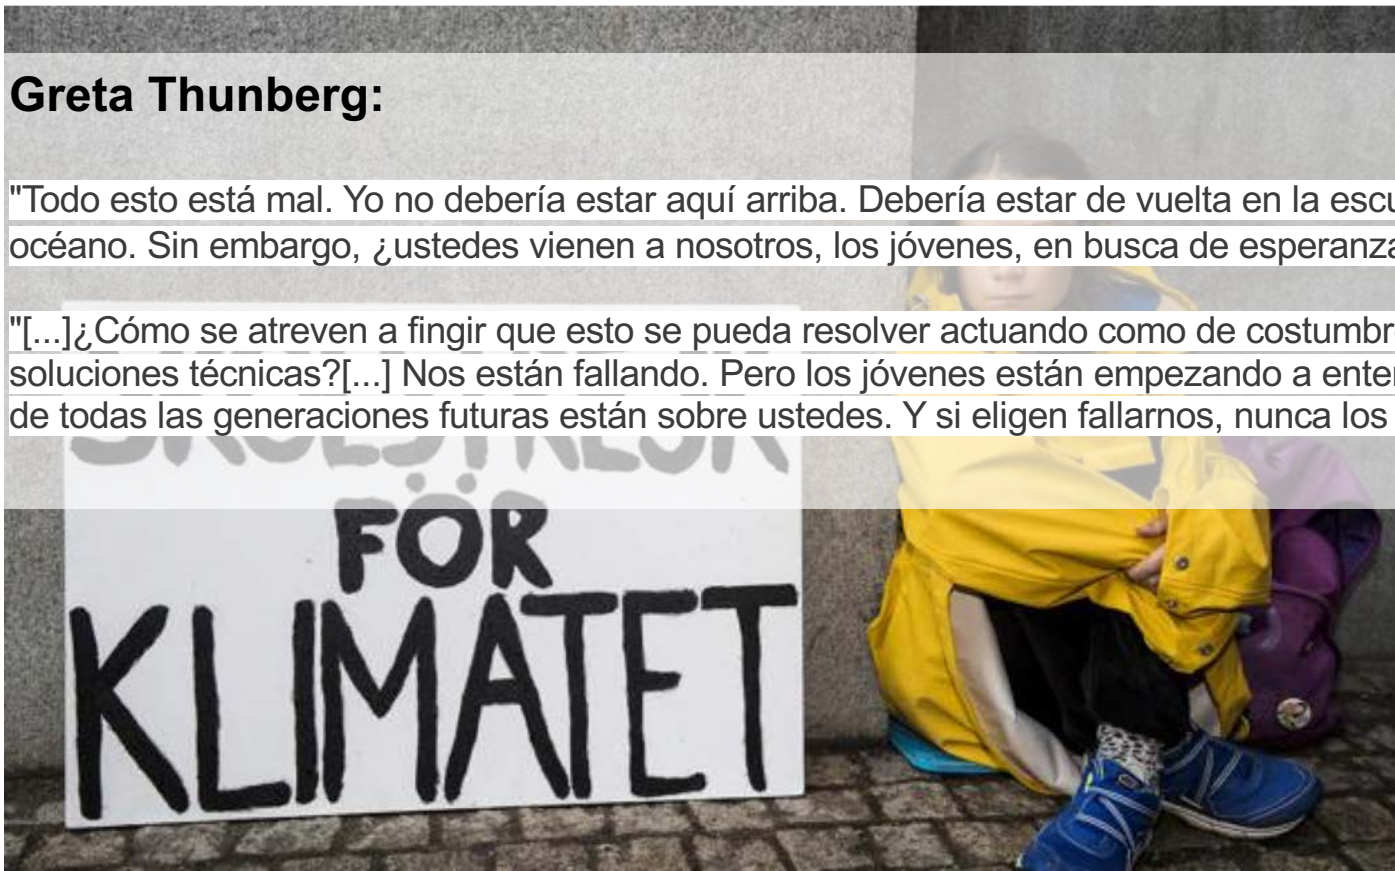 Greta Thunberg:
"Todo esto está mal. Yo no debería estar aquí arriba. Debería estar de vuelta en la
océano. Sin embargo, ¿ustedes vienen a nosotros, los jóvenes, en busca de
"[...]¿Cómo se atreven a fingir que esto se pueda resolver actuando como de
soluciones técnicas?[...] Nos están fallando. Pero los jóvenes están empezando a
de todas las generaciones futuras están sobre ustedes. Y si eligen fallarnos, nunca los
FÖR
KLIMATET